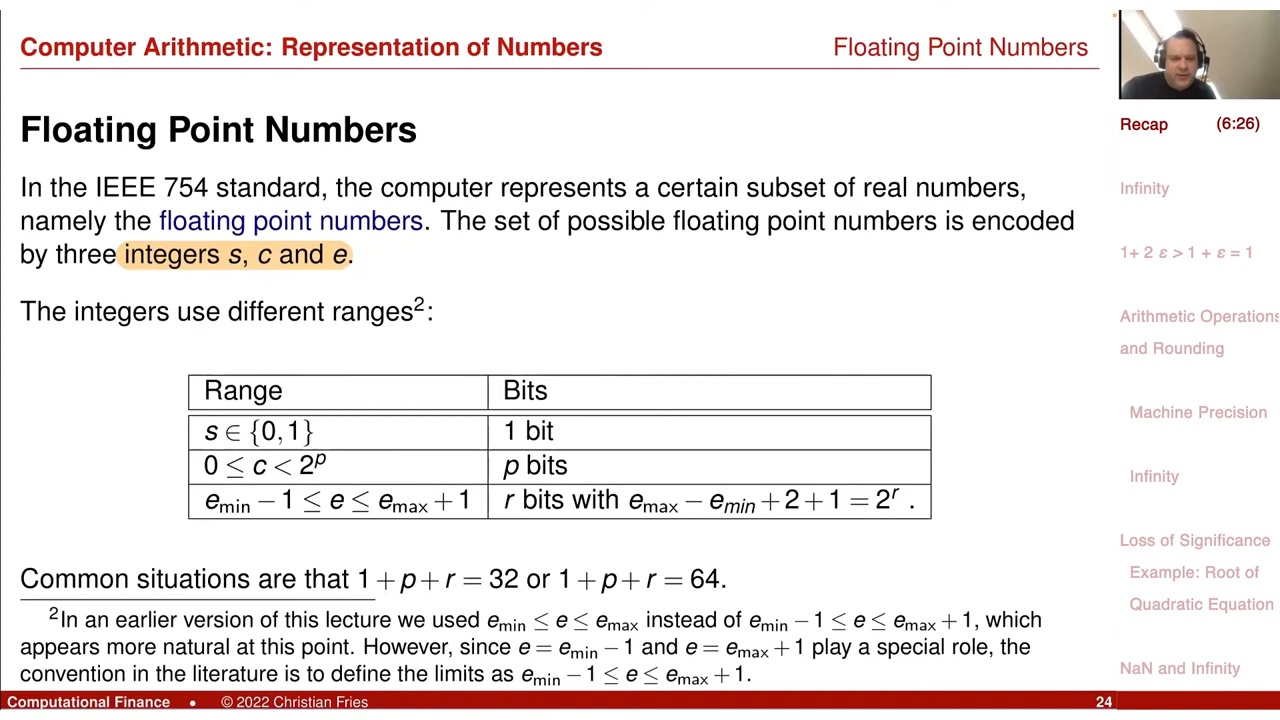 Computer Arithmetic: Representation of Numbers
Floating Point Numbers
Floating Point Numbers
In the IEEE 754 standard, the computer represents a certain subset of real numbers,
namely the floating point numbers. The set of possible floating point numbers is encoded
by three integers s, c and e.
The integers use different ranges²:
Range Bits
s ∈ {0,1} 1 bit
0 ≤ c < 2ᵖ p bits
e_min − 1 ≤ e ≤ e_max + 1 r bits with e_max − e_min + 2 + 1 = 2ʳ .
Common situations are that 1 + p + r = 32 or 1 + p + r = 64.
²In an earlier version of this lecture we used e_min ≤ e ≤ e_max instead of e_min − 1 ≤ e ≤ e_max + 1, which
appears more natural at this point. However, since e = e_min − 1 and e = e_max + 1 play a special role, the
convention in the literature is to define the limits as e_min − 1 ≤ e ≤ e_max + 1.
Computational Finance • © 2022 Christian Fries 24
Recap (6:26)
Infinity
1+ 2 ε > 1 + ε = 1
Arithmetic Operations
and Rounding
Machine Precision
Infinity
Loss of Significance
Example: Root of
Quadratic Equation
NaN and Infinity